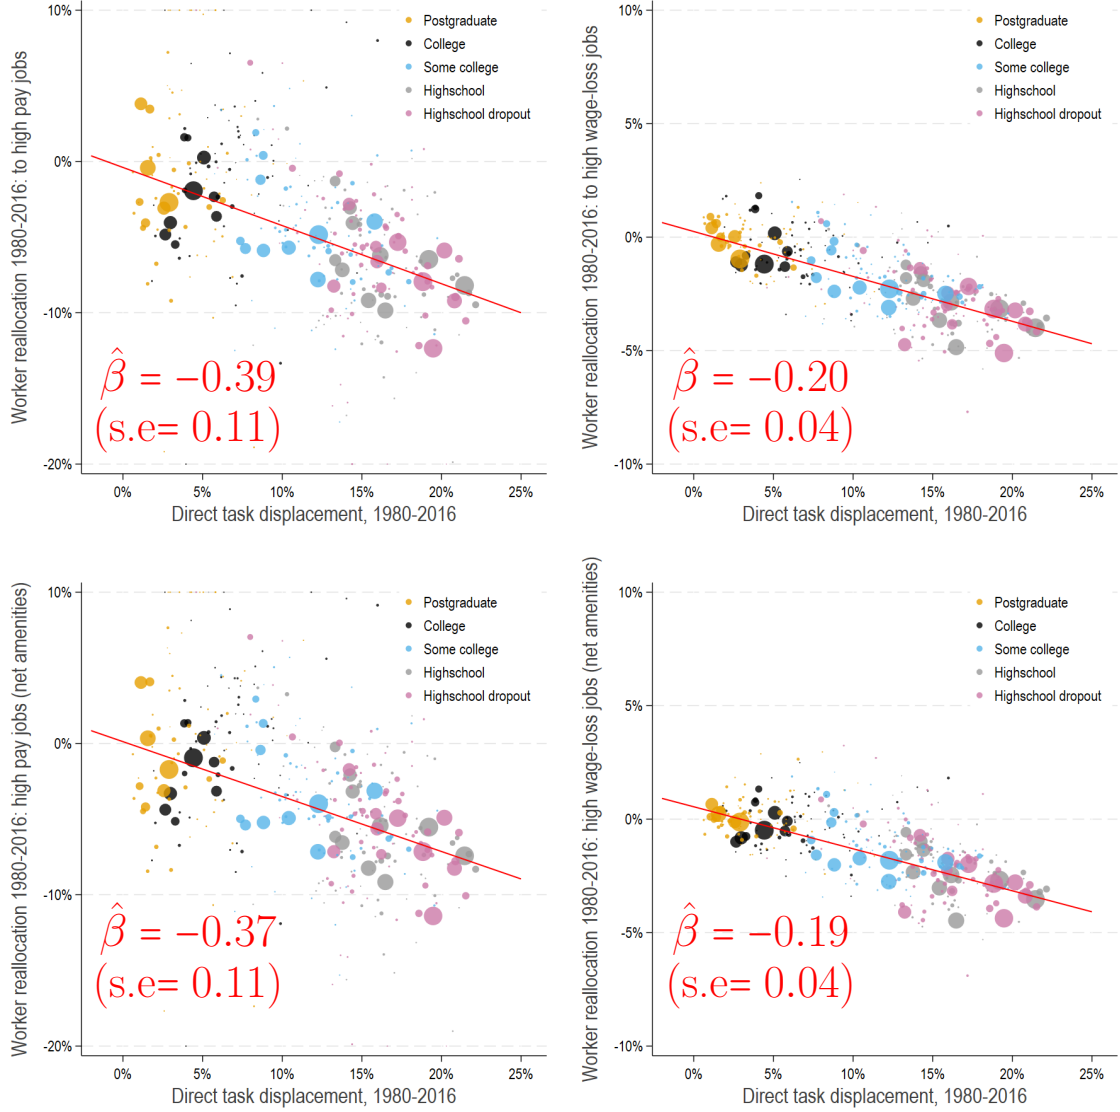 Worker reallocation 1980-2016: to high pay jobs
10%
0%
-10%
-20%
Postgraduate
College
Some college
Highschool
Highschool dropout
β̂ = −0.39
(s.e= 0.11)
0% 5% 10% 15% 20% 25%
Direct task displacement, 1980-2016
Worker reallocation 1980-2016: to high wage-loss jobs
10%
5%
0%
-5%
-10%
Postgraduate
College
Some college
Highschool
Highschool dropout
β̂ = −0.20
(s.e= 0.04)
0% 5% 10% 15% 20% 25%
Direct task displacement, 1980-2016
Worker reallocation 1980-2016: high pay jobs (net amenities)
10%
0%
-10%
-20%
Postgraduate
College
Some college
Highschool
Highschool dropout
β̂ = −0.37
(s.e= 0.11)
0% 5% 10% 15% 20% 25%
Direct task displacement, 1980-2016
Worker reallocation 1980-2016: high wage-loss jobs (net amenities)
10%
5%
0%
-5%
-10%
Postgraduate
College
Some college
Highschool
Highschool dropout
β̂ = −0.19
(s.e= 0.04)
0% 5% 10% 15% 20% 25%
Direct task displacement, 1980-2016